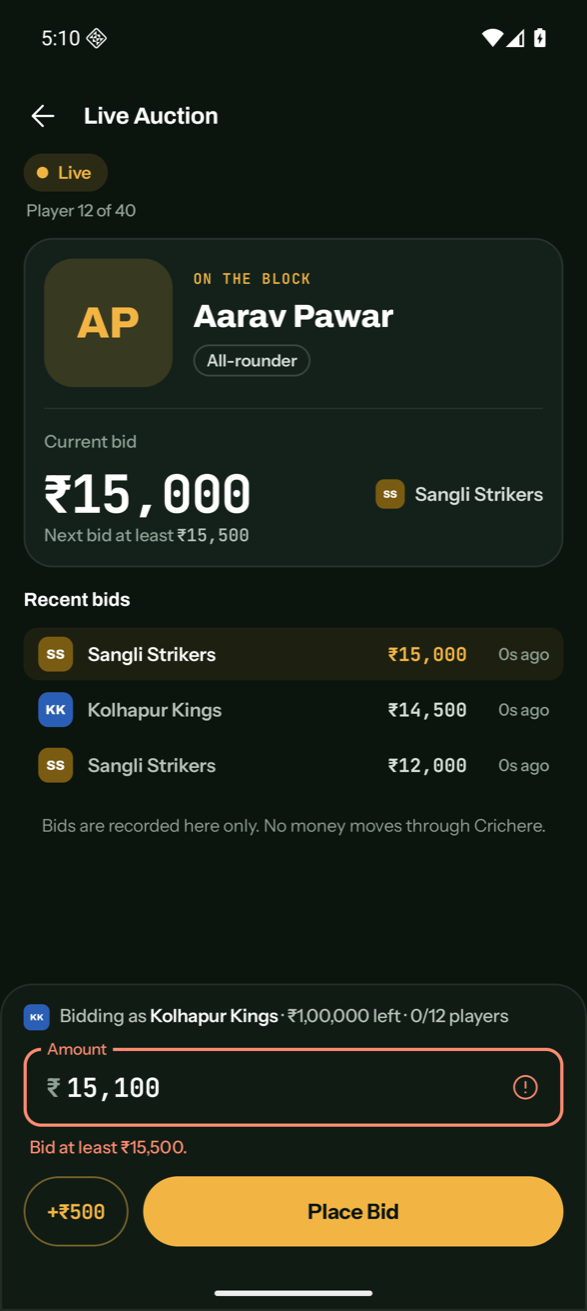 5:10
Live Auction
Live
Player 12 of 40
AP
ON THE BLOCK
Aarav Pawar
All-rounder
Current bid
₹15,000
SS Sangli Strikers
Next bid at least ₹15,500
Recent bids
SS Sangli Strikers ₹15,000 0s ago
KK Kolhapur Kings ₹14,500 0s ago
SS Sangli Strikers ₹12,000 0s ago
Bids are recorded here only. No money moves through Crichere.
KK Bidding as Kolhapur Kings · ₹1,00,000 left · 0/12 players
Amount
₹ 15,100
Bid at least ₹15,500.
+₹500 Place Bid